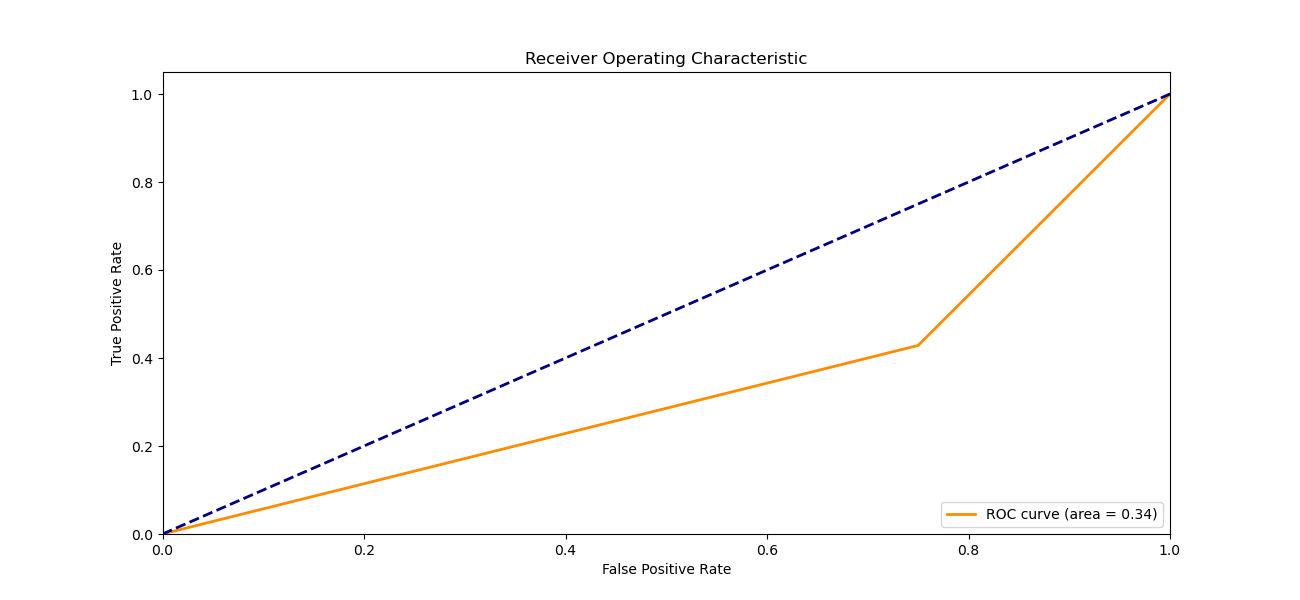 Receiver Operating Characteristic
1.0
0.8
0.6
0.4
0.2
0.0
True Positive Rate
ROC curve (area = 0.34)
0.0 0.2 0.4 0.6 0.8 1.0
False Positive Rate